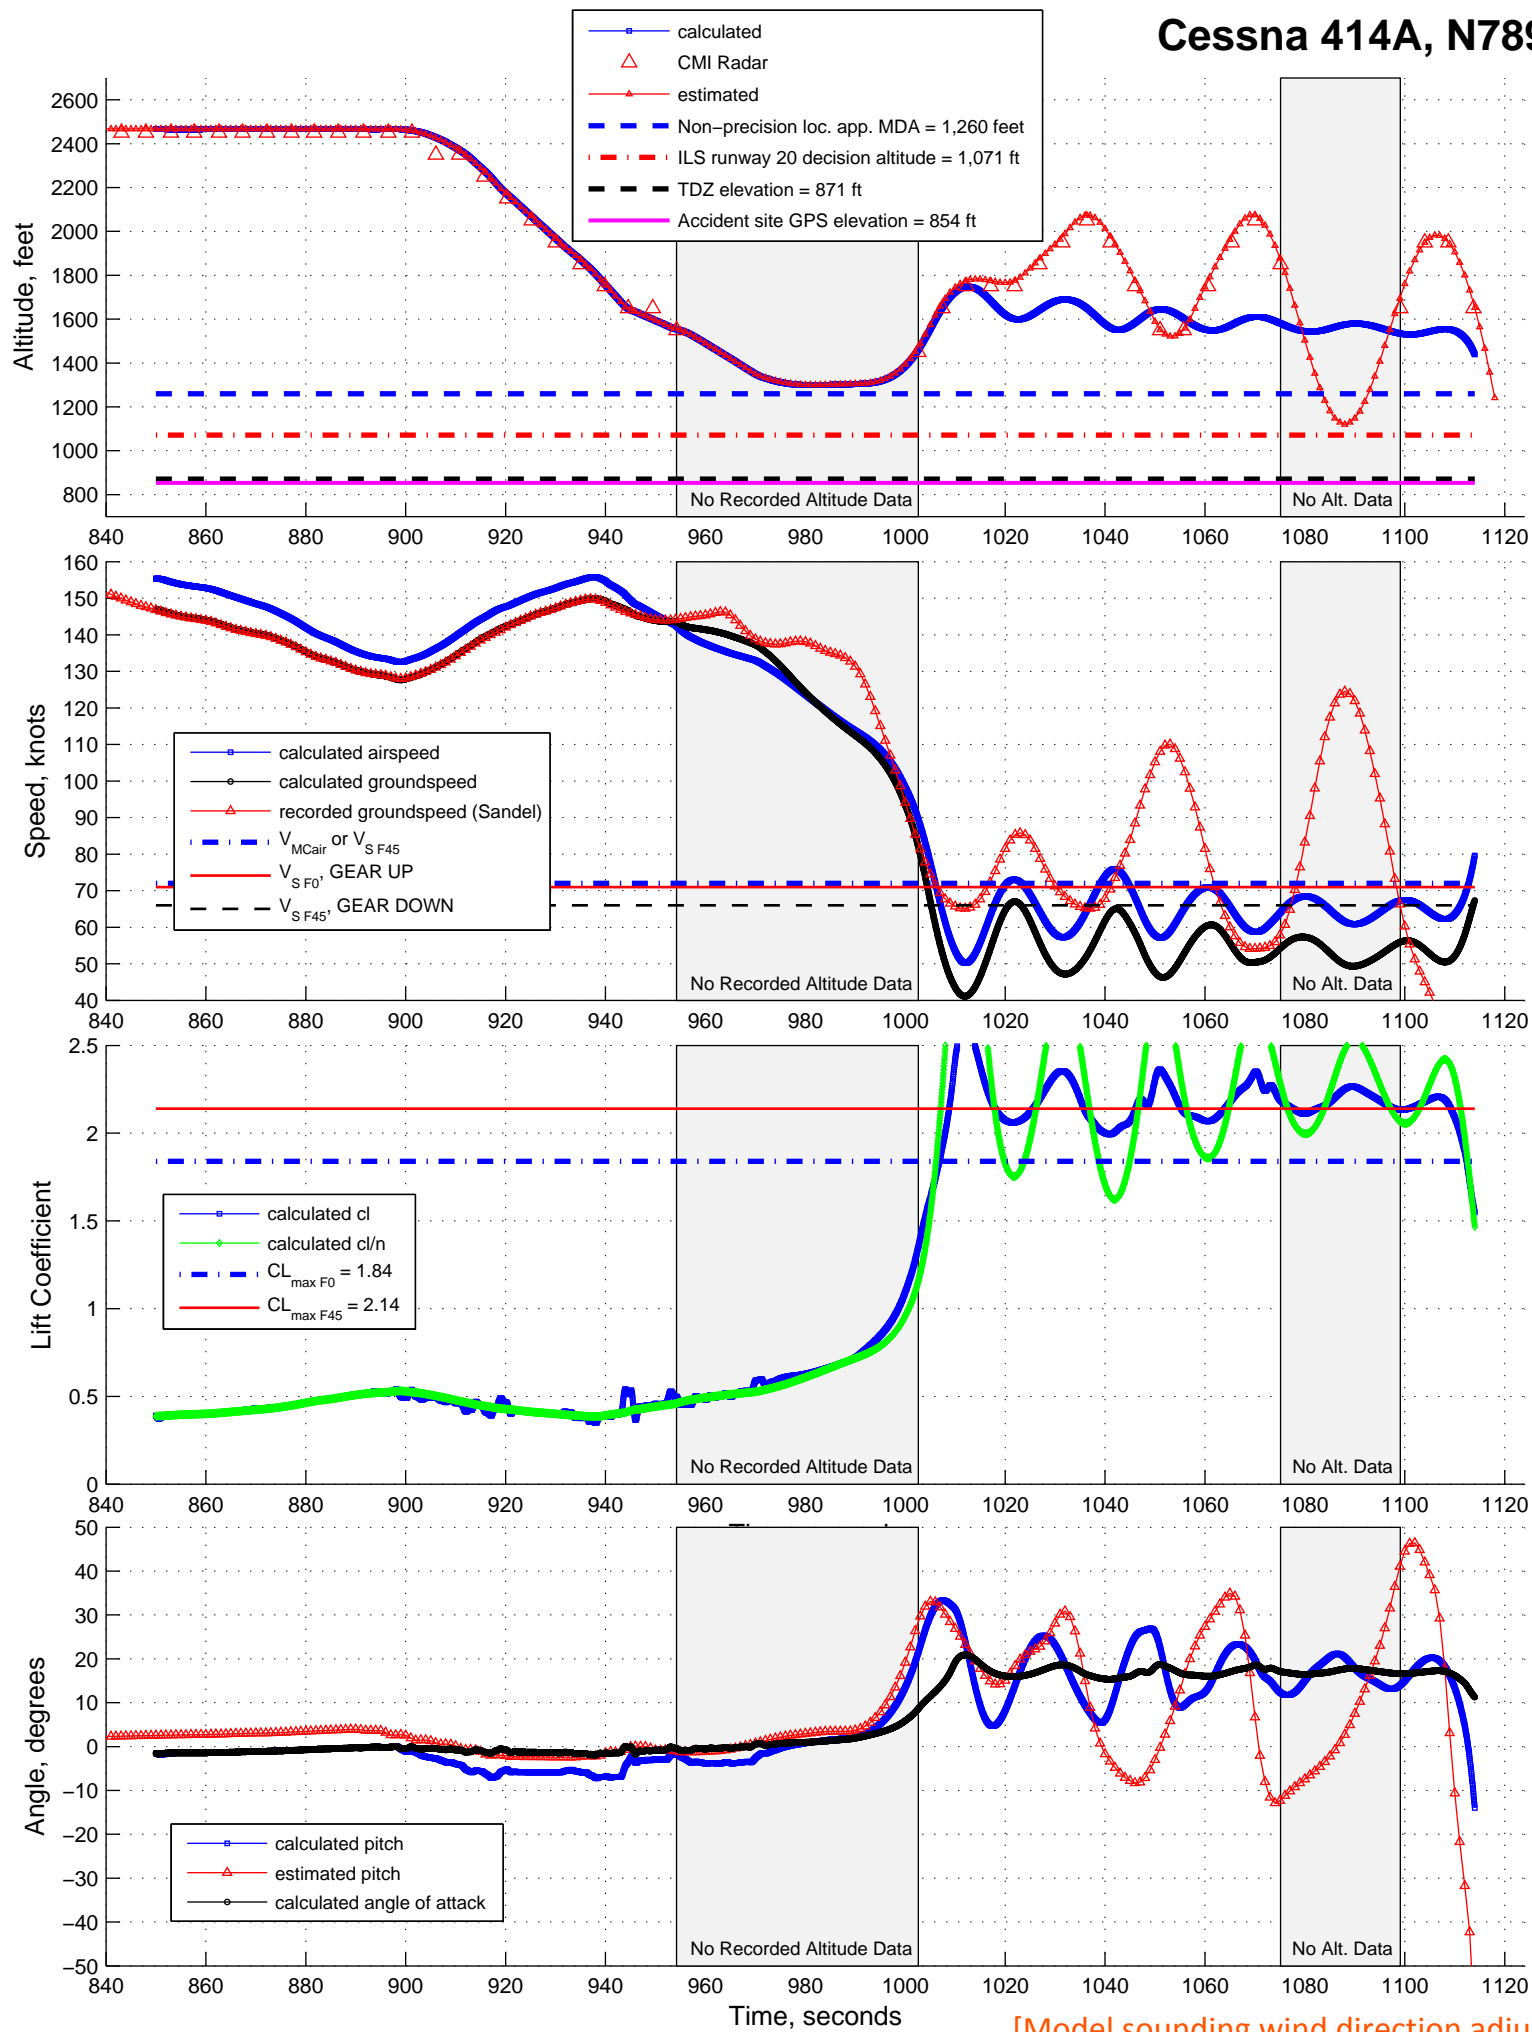 Cessna 414A, N789
calculated
CMI Radar
estimated
Non−precision loc. app. MDA = 1,260 feet
ILS runway 20 decision altitude = 1,071 ft
TDZ elevation = 871 ft
Accident site GPS elevation = 854 ft
Altitude, feet
2600
2400
2200
2000
1800
1600
1400
1200
1000
800
No Recorded Altitude Data
No Alt. Data
840 860 880 900 920 940 960 980 1000 1020 1040 1060 1080 1100 1120
Speed, knots
160
150
140
130
120
110
100
90
80
70
60
50
40
calculated airspeed
calculated groundspeed
recorded groundspeed (Sandel)
V MCair or V S F45
V S F0, GEAR UP
V S F45, GEAR DOWN
No Recorded Altitude Data
No Alt. Data
840 860 880 900 920 940 960 980 1000 1020 1040 1060 1080 1100 1120
Lift Coefficient
2.5
2
1.5
1
0.5
0
calculated cl
calculated cl/n
CL max F0 = 1.84
CL max F45 = 2.14
No Recorded Altitude Data
No Alt. Data
840 860 880 900 920 940 960 980 1000 1020 1040 1060 1080 1100 1120
Angle, degrees
50
40
30
20
10
0
−10
−20
−30
−40
−50
calculated pitch
estimated pitch
calculated angle of attack
No Recorded Altitude Data
No Alt. Data
840 860 880 900 920 940 960 980 1000 1020 1040 1060 1080 1100 1120
Time, seconds
[Model sounding wind direction adju